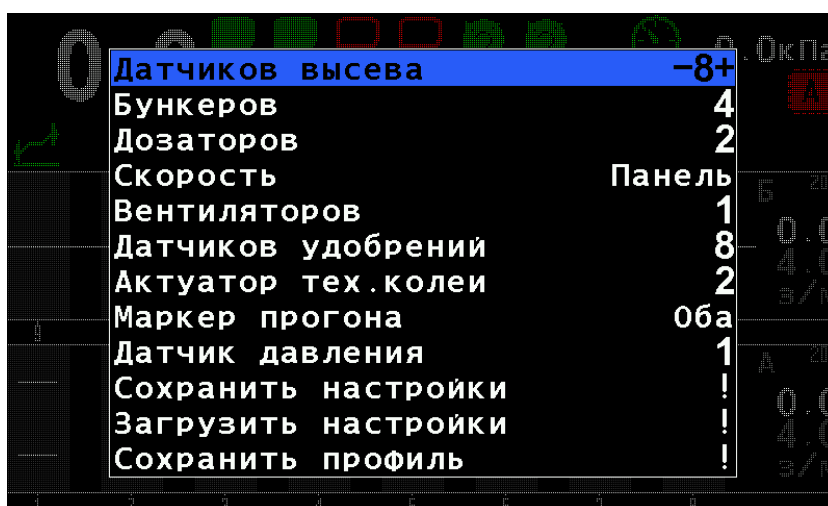 Датчиков высева −8+
Бункеров 4
Дозаторов 2
Скорость Панель
Вентиляторов 1
Датчиков удобрений 8
Актуатор тех.колеи 2
Маркер прогона Оба
Датчик давления 1
Сохранить настройки !
Загрузить настройки !
Сохранить профиль !